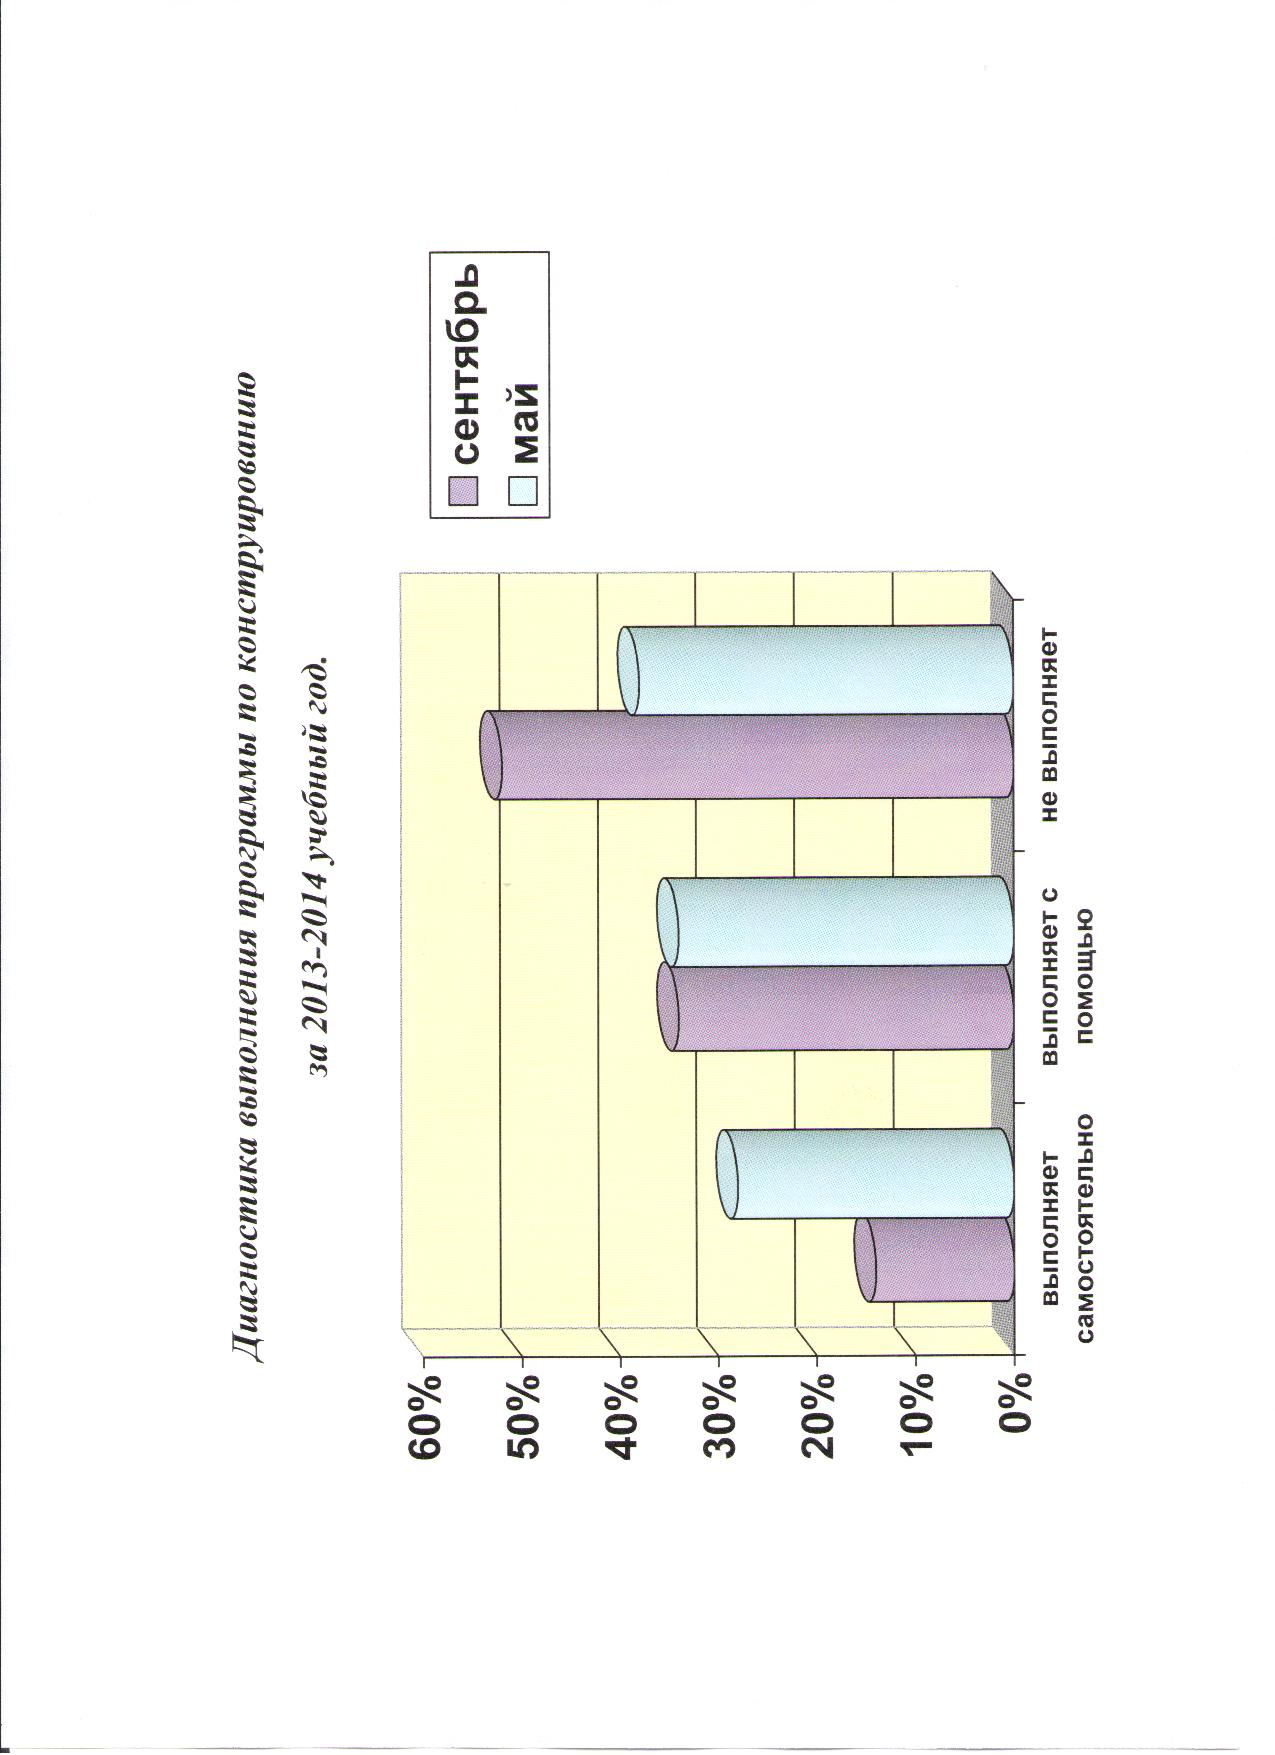 Диагностика выполнения программы по конструированию
за 2013-2014 учебный год.
сентябрь
май
60%
50%
40%
30%
20%
10%
0%
выполняет
самостоятельно
выполняет с
помощью
не выполняет